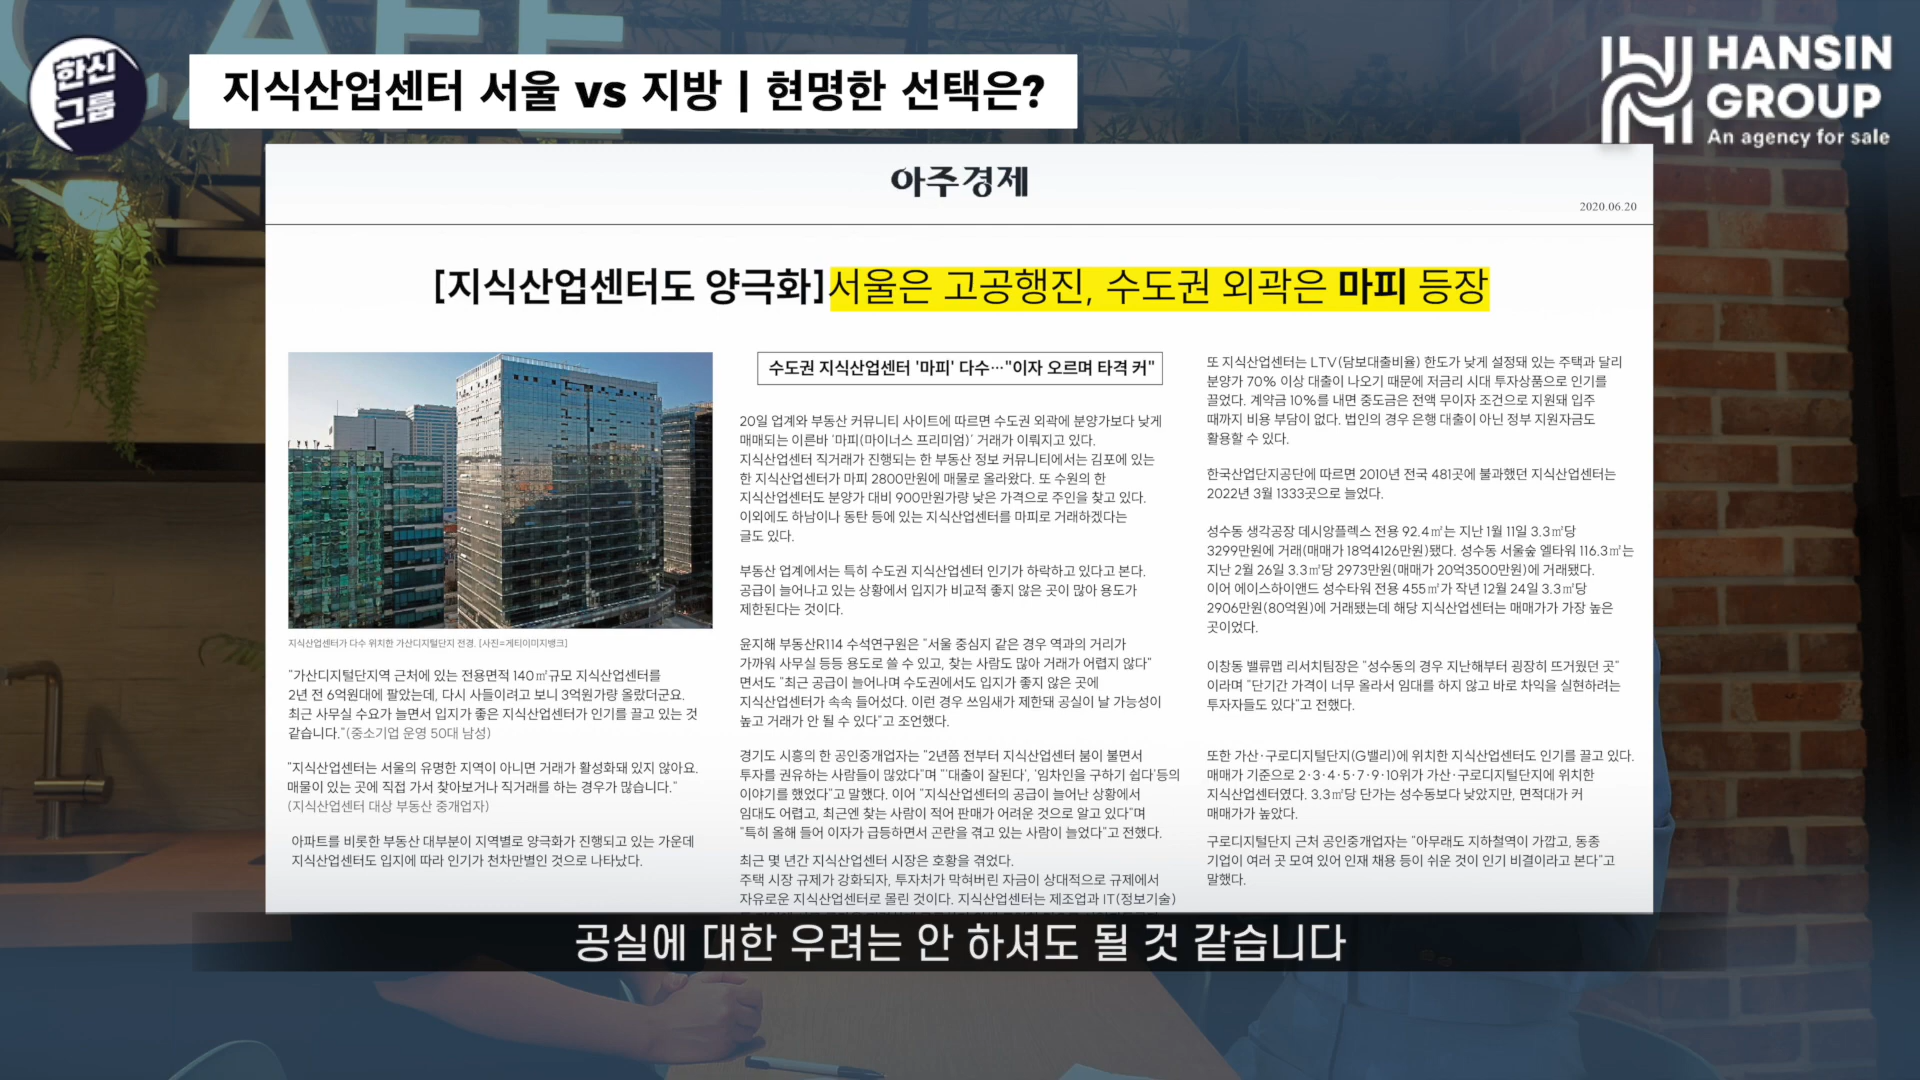 CAFE
한신
그룹
지식산업센터 서울 vs 지방 | 현명한 선택은?
HANSIN
GROUP
An agency for sale
아주경제
2020.06.20
[지식산업센터도 양극화]서울은 고공행진, 수도권 외곽은 마피 등장
지식산업센터가 다수 위치한 가산디지털단지 전경. [사진=게티이미지뱅크]
"가산디지털단지역 근처에 있는 전용면적 140㎡규모 지식산업센터를
2년 전 6억원대에 팔았는데, 다시 사들이려고 보니 3억원가량 올랐더군요.
최근 사무실 수요가 늘면서 입지가 좋은 지식산업센터가 인기를 끌고 있는 것
같습니다."(중소기업 운영 50대 남성)
"지식산업센터는 서울의 유명한 지역이 아니면 거래가 활성화돼 있지 않아요.
매물이 있는 곳에 직접 가서 찾아보거나 직거래를 하는 경우가 많습니다."
(지식산업센터 대상 부동산 중개업자)
아파트를 비롯한 부동산 대부분이 지역별로 양극화가 진행되고 있는 가운데
지식산업센터도 입지에 따라 인기가 천차만별인 것으로 나타났다.
수도권 지식산업센터 '마피' 다수…"이자 오르며 타격 커"
20일 업계와 부동산 커뮤니티 사이트에 따르면 수도권 외곽에 분양가보다 낮게
매매되는 이른바 '마피(마이너스 프리미엄)' 거래가 이뤄지고 있다.
지식산업센터 직거래가 진행되는 한 부동산 정보 커뮤니티에서는 김포에 있는
한 지식산업센터가 마피 2800만원에 매물로 올라왔다. 또 수원의 한
지식산업센터도 분양가 대비 900만원가량 낮은 가격으로 주인을 찾고 있다.
이외에도 하남이나 동탄 등에 있는 지식산업센터를 마피로 거래하겠다는
글도 있다.
부동산 업계에서는 특히 수도권 지식산업센터 인기가 하락하고 있다고 본다.
공급이 늘어나고 있는 상황에서 입지가 비교적 좋지 않은 곳이 많아 용도가
제한된다는 것이다.
윤지해 부동산R114 수석연구원은 "서울 중심지 같은 경우 역과의 거리가
가까워 사무실 등등 용도로 쓸 수 있고, 찾는 사람도 많아 거래가 어렵지 않다"
면서도 "최근 공급이 늘어나며 수도권에서도 입지가 좋지 않은 곳에
지식산업센터가 속속 들어섰다. 이런 경우 쓰임새가 제한돼 공실이 날 가능성이
높고 거래가 안 될 수 있다"고 조언했다.
경기도 시흥의 한 공인중개업자는 "2년쯤 전부터 지식산업센터 붐이 불면서
투자를 권유하는 사람들이 많았다"며 "'대출이 잘된다', '임차인을 구하기 쉽다'등의
이야기를 했었다"고 말했다. 이어 "지식산업센터의 공급이 늘어난 상황에서
임대도 어렵고, 최근엔 찾는 사람이 적어 판매가 어려운 것으로 알고 있다"며
"특히 올해 들어 이자가 급등하면서 곤란을 겪고 있는 사람이 늘었다"고 전했다.
최근 몇 년간 지식산업센터 시장은 호황을 겪었다.
주택 시장 규제가 강화되자, 투자처가 막혀버린 자금이 상대적으로 규제에서
자유로운 지식산업센터로 몰린 것이다. 지식산업센터는 제조업과 IT(정보기술)
또 지식산업센터는 LTV(담보대출비율) 한도가 낮게 설정돼 있는 주택과 달리
분양가 70% 이상 대출이 나오기 때문에 저금리 시대 투자상품으로 인기를
끌었다. 계약금 10%를 내면 중도금은 전액 무이자 조건으로 지원돼 입주
때까지 비용 부담이 없다. 법인의 경우 은행 대출이 아닌 정부 지원자금도
활용할 수 있다.
한국산업단지공단에 따르면 2010년 전국 481곳에 불과했던 지식산업센터는
2022년 3월 1333곳으로 늘었다.
성수동 생각공장 데시앙플렉스 전용 92.4㎡는 지난 1월 11일 3.3㎡당
3299만원에 거래(매매가 18억4126만원)됐다. 성수동 서울숲 엘타워 116.3㎡는
지난 2월 26일 3.3㎡당 2973만원(매매가 20억3500만원)에 거래됐다.
이어 에이스하이앤드 성수타워 전용 455㎡가 작년 12월 24일 3.3㎡당
2906만원(80억원)에 거래됐는데 해당 지식산업센터는 매매가가 가장 높은
곳이었다.
이창동 밸류맵 리서치팀장은 "성수동의 경우 지난해부터 굉장히 뜨거웠던 곳"
이라며 "단기간 가격이 너무 올라서 임대를 하지 않고 바로 차익을 실현하려는
투자자들도 있다"고 전했다.
또한 가산·구로디지털단지(G밸리)에 위치한 지식산업센터도 인기를 끌고 있다.
매매가 기준으로 2·3·4·5·7·9·10위가 가산·구로디지털단지에 위치한
지식산업센터였다. 3.3㎡당 단가는 성수동보다 낮았지만, 면적대가 커
매매가가 높았다.
구로디지털단지 근처 공인중개업자는 "아무래도 지하철역이 가깝고, 동종
기업이 여러 곳 모여 있어 인재 채용 등이 쉬운 것이 인기 비결이라고 본다"고
말했다.
공실에 대한 우려는 안 하셔도 될 것 같습니다